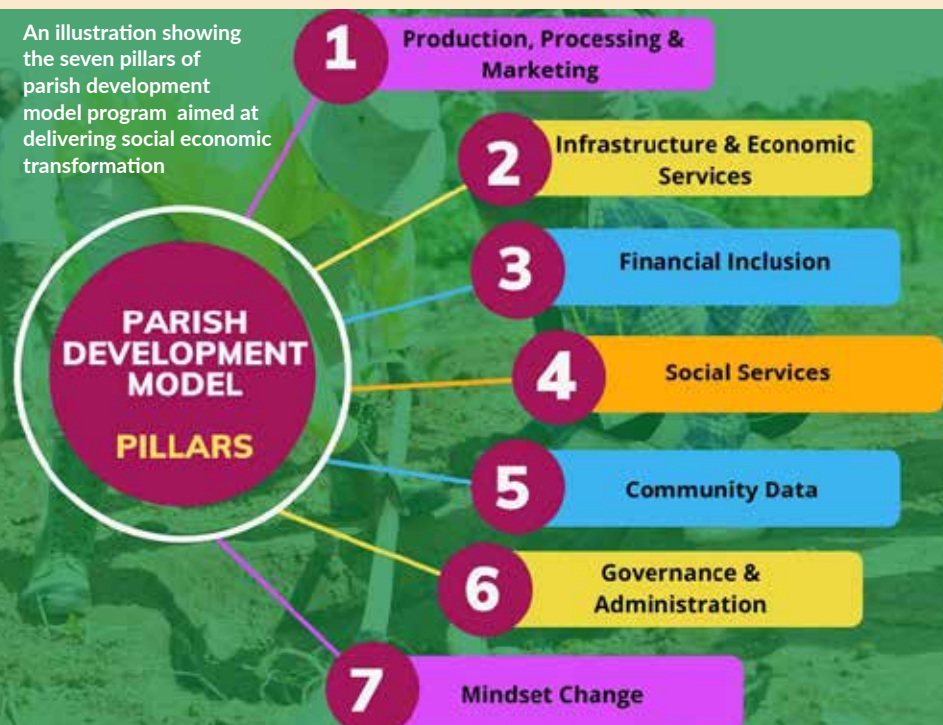 An illustration showing
the seven pillars of
parish development
model program aimed at
delivering social economic
transformation
PARISH
DEVELOPMENT
MODEL
PILLARS
1
Production, Processing &
Marketing
2
Infrastructure & Economic
Services
3
Financial Inclusion
4
Social Services
5
Community Data
6
Governance &
Administration
7
Mindset Change